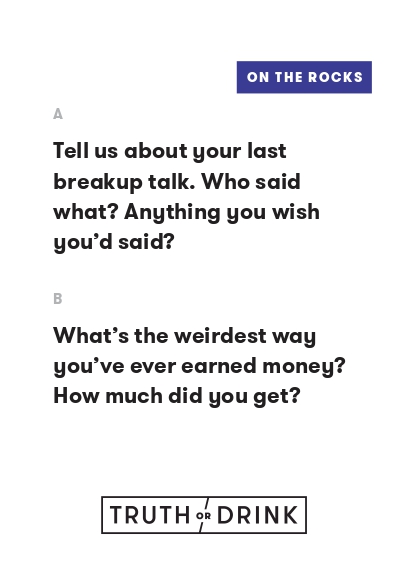 ON THE ROCKS
A
Tell us about your last
breakup talk. Who said
what? Anything you wish
you’d said?
B
What’s the weirdest way
you’ve ever earned money?
How much did you get?
TRUTH OR DRINK